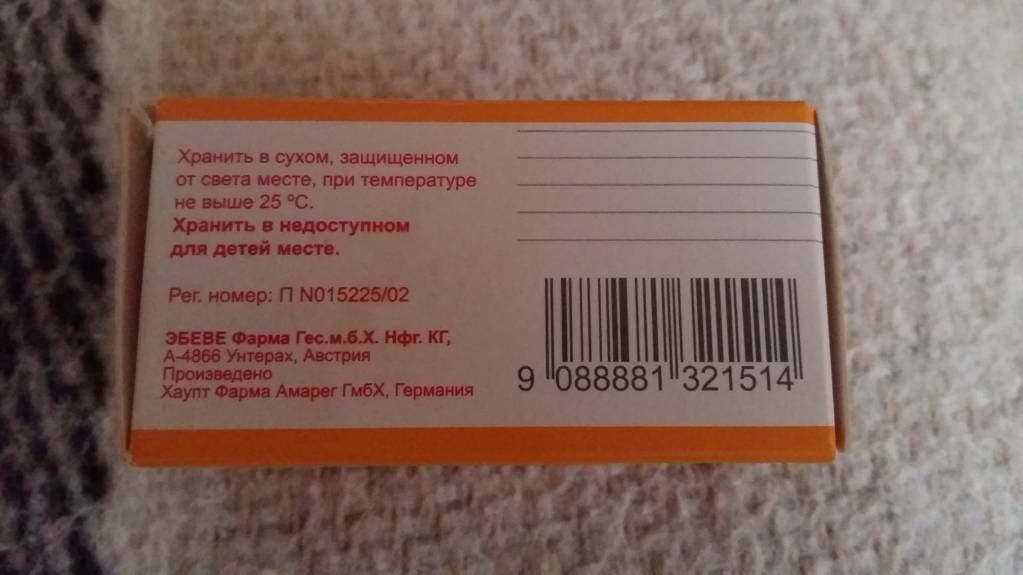 Хранить в сухом, защищенном
от света месте, при температуре
не выше 25 ºС.
Хранить в недоступном
для детей месте.
Рег. номер: П N015225/02
ЭБЕВЕ Фарма Гес.м.б.Х. Нфг. КГ,
А-4866 Унтерах, Австрия
Произведено
Хаупт Фарма Амарег ГмбХ, Германия
9 088881 321514